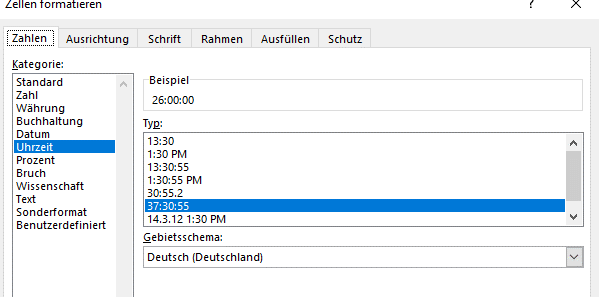 Zellen formatieren ?
Zahlen Ausrichtung Schrift Rahmen Ausfüllen Schutz
Kategorie:
Standard
Zahl
Währung
Buchhaltung
Datum
Uhrzeit
Prozent
Bruch
Wissenschaft
Text
Sonderformat
Benutzerdefiniert
Beispiel
26:00:00
Typ:
13:30
1:30 PM
13:30:55
1:30:55 PM
30:55.2
37:30:55
14.3.12 1:30 PM
Gebietsschema:
Deutsch (Deutschland)